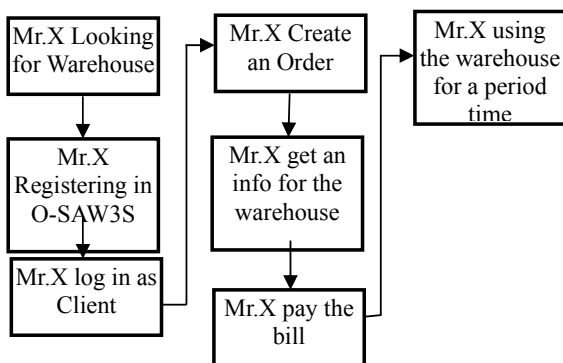 Mr.X Looking
for Warehouse
Mr.X
Registering in
O-SAW3S
Mr.X log in as
Client
Mr.X Create
an Order
Mr.X get an
info for the
warehouse
Mr.X pay the
bill
Mr.X using
the warehouse
for a period
time